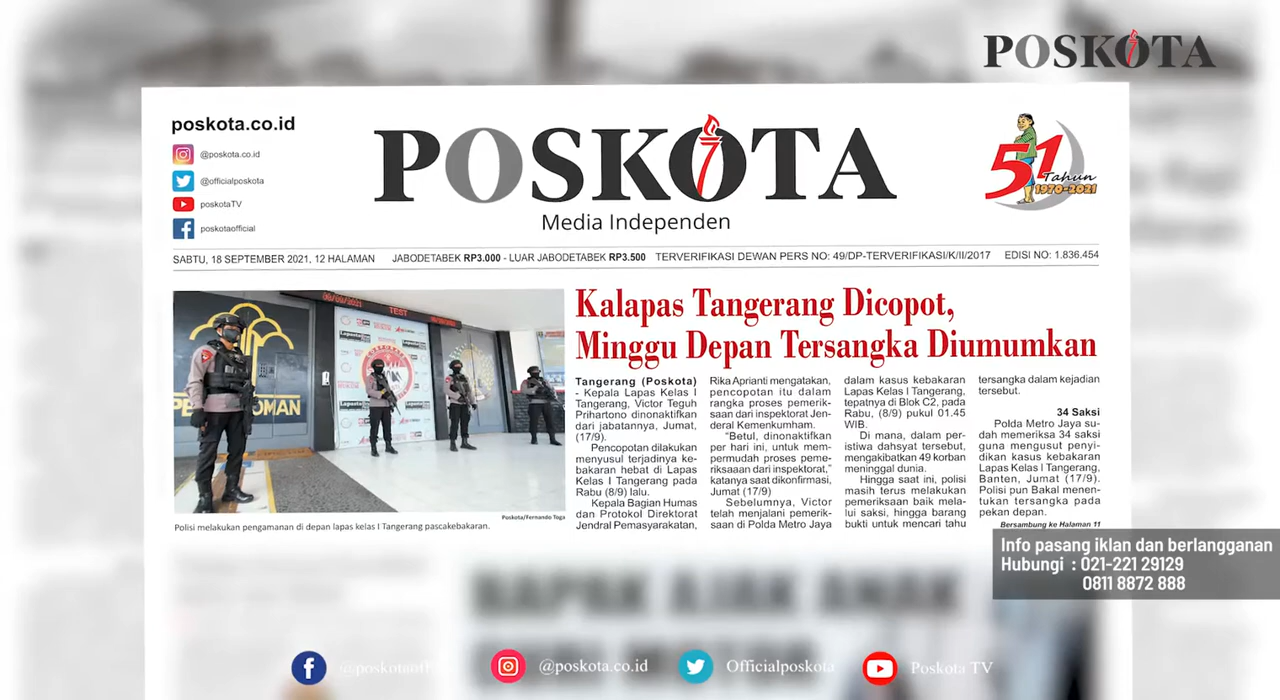 POSKOTA
poskota.co.id
@poskota.co.id
@officialposkota
poskotaTV
poskotaofficial
POSKOTA
Media Independen
51
Tahun
1970-2021
SABTU, 18 SEPTEMBER 2021, 12 HALAMAN
JABODETABEK RP3.000 - LUAR JABODETABEK RP3.500
TERVERIFIKASI DEWAN PERS NO: 49/DP-TERVERIFIKASI/K/II/2017
EDISI NO: 1.836.454
TEST
Poskota/Fernando Toga
Polisi melakukan pengamanan di depan lapas kelas I Tangerang pascakebakaran.
Kalapas Tangerang Dicopot,
Minggu Depan Tersangka Diumumkan
Tangerang (Poskota)
- Kepala Lapas Kelas I
Tangerang, Victor Teguh
Prihartono dinonaktifkan
dari jabatannya, Jumat,
(17/9).
Pencopotan dilakukan
menyusul terjadinya ke-
bakaran hebat di Lapas
Kelas I Tangerang pada
Rabu (8/9) lalu.
Kepala Bagian Humas
dan Protokol Direktorat
Jendral Pemasyarakatan,
Rika Aprianti mengatakan,
pencopotan itu dalam
rangka proses pemerik-
saan dari inspektorat Jen-
deral Kemenkumham.
"Betul, dinonaktifkan
per hari ini, untuk mem-
permudah proses peme-
riksaaan dari inspektorat,"
katanya saat dikonfirmasi,
Jumat (17/9)
Sebelumnya, Victor
telah menjalani pemerik-
saan di Polda Metro Jaya
dalam kasus kebakaran
Lapas Kelas I Tangerang,
tepatnya di Blok C2, pada
Rabu, (8/9) pukul 01.45
WIB.
Di mana, dalam per-
istiwa dahsyat tersebut,
mengakibatkan 49 korban
meninggal dunia.
Hingga saat ini, polisi
masih terus melakukan
pemeriksaan baik mela-
lui saksi, hingga barang
bukti untuk mencari tahu
tersangka dalam kejadian
tersebut.
34 Saksi
Polda Metro Jaya su-
dah memeriksa 34 saksi
guna mengusut penyi-
dikan kasus kebakaran
Lapas Kelas I Tangerang,
Banten, Jumat (17/9).
Polisi pun Bakal menen-
tukan tersangka pada
pekan depan.
Bersambung ke Halaman 11
Info pasang iklan dan berlangganan
Hubungi : 021-221 29129
0811 8872 888
BAPAK AJAK ANAK
@poskota.co.id
Officialposkota
Poskota TV